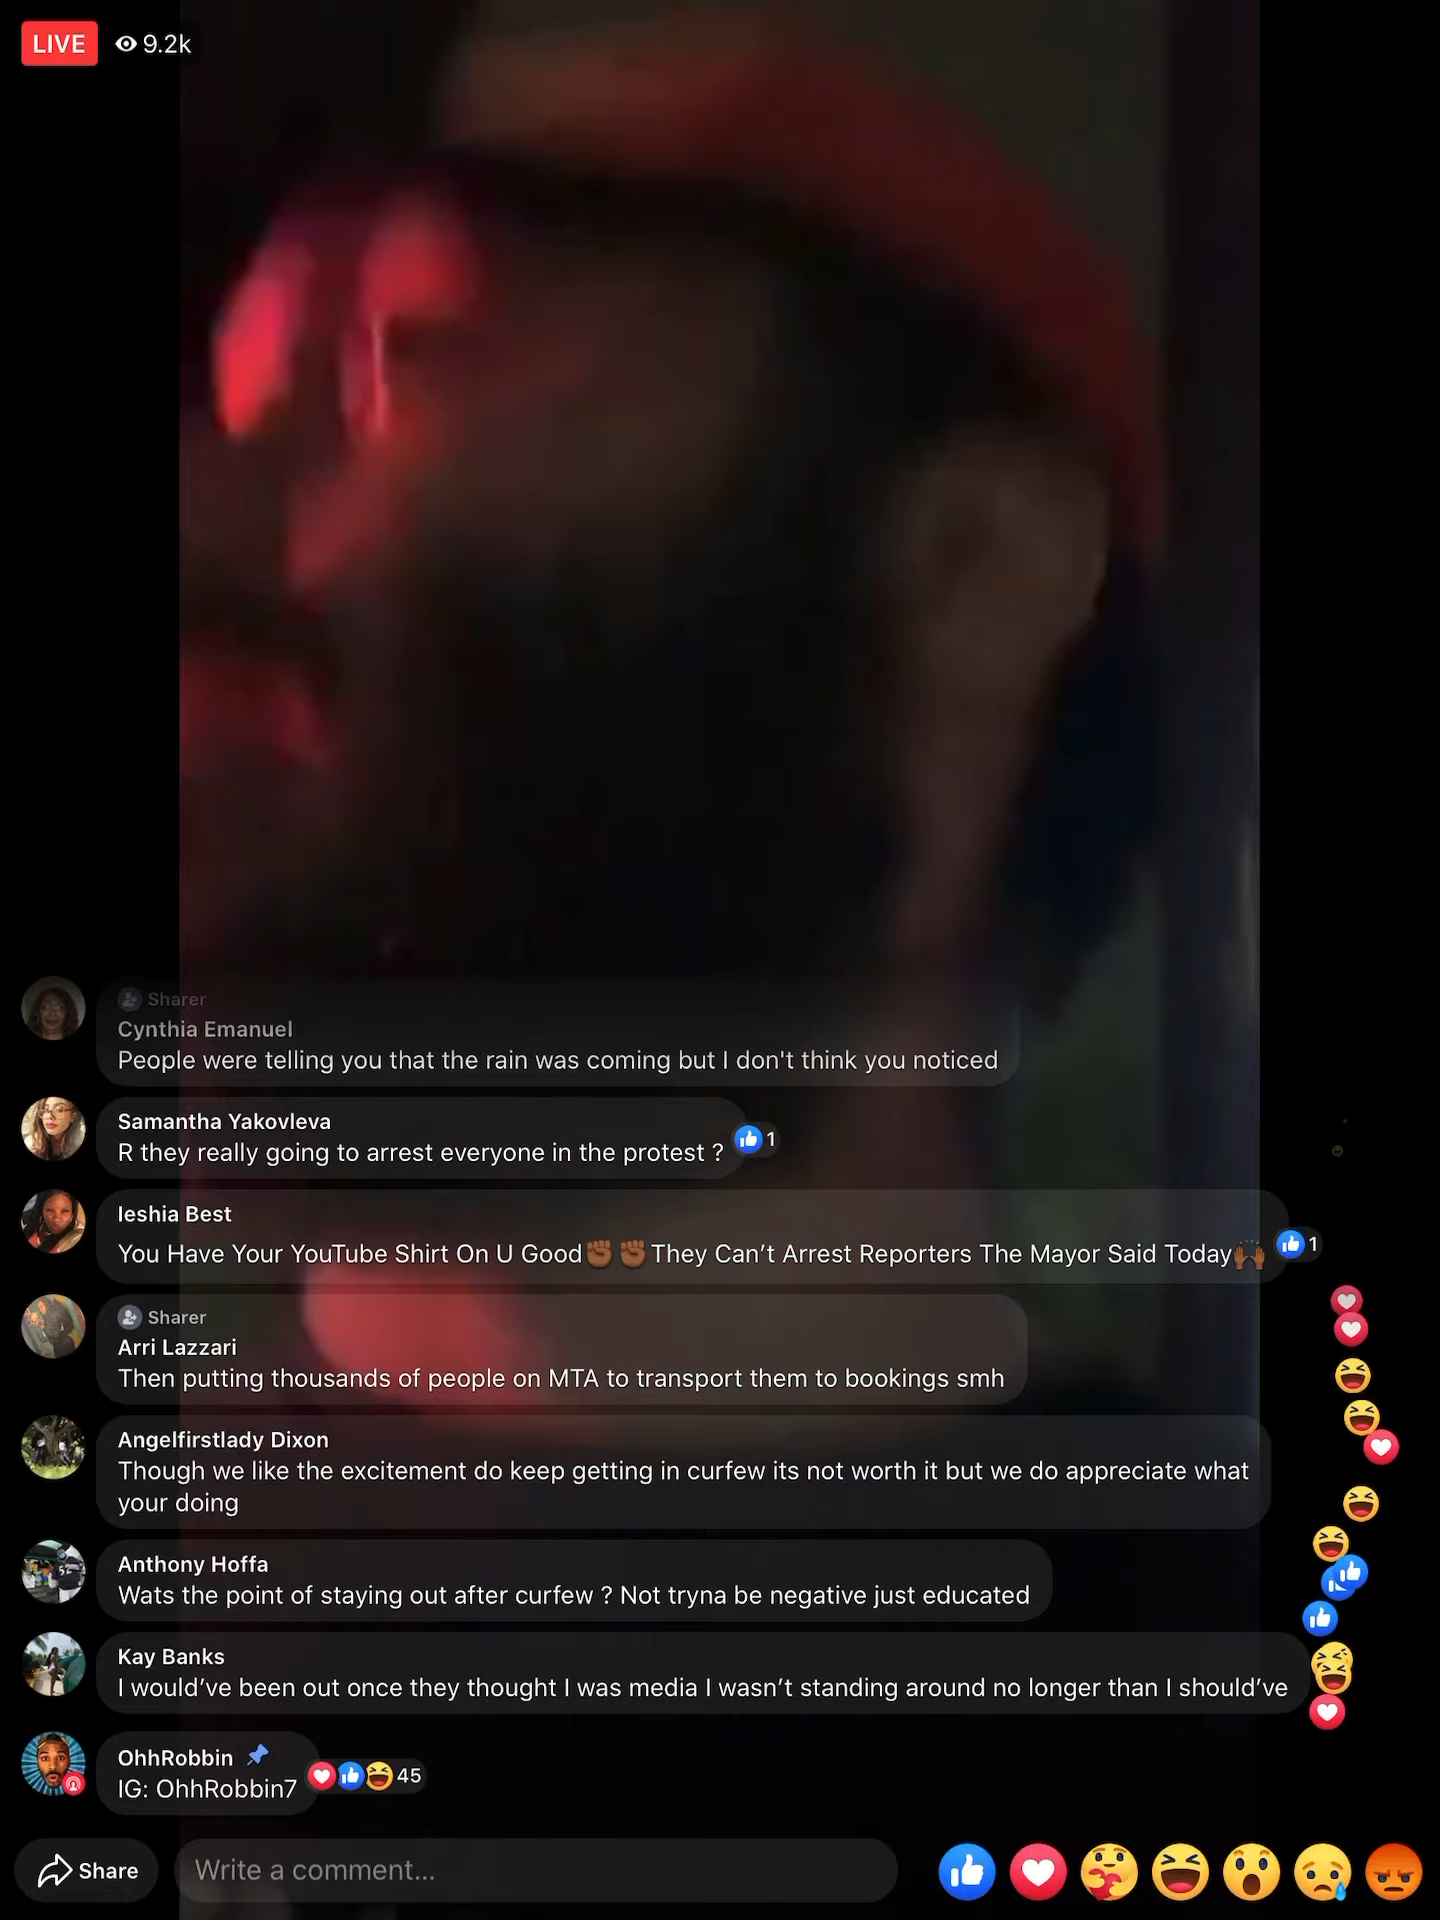 LIVE 9.2k
Sharer
Cynthia Emanuel
People were telling you that the rain was coming but I don't think you noticed
Samantha Yakovleva
R they really going to arrest everyone in the protest ?
1
Ieshia Best
You Have Your YouTube Shirt On U Good✊🏾✊🏾They Can’t Arrest Reporters The Mayor Said Today🙌🏾
1
Sharer
Arri Lazzari
Then putting thousands of people on MTA to transport them to bookings smh
Angelfirstlady Dixon
Though we like the excitement do keep getting in curfew its not worth it but we do appreciate what
your doing
Anthony Hoffa
Wats the point of staying out after curfew ? Not tryna be negative just educated
Kay Banks
I would’ve been out once they thought I was media I wasn’t standing around no longer than I should’ve
OhhRobbin
IG: OhhRobbin7
45
Share
Write a comment...